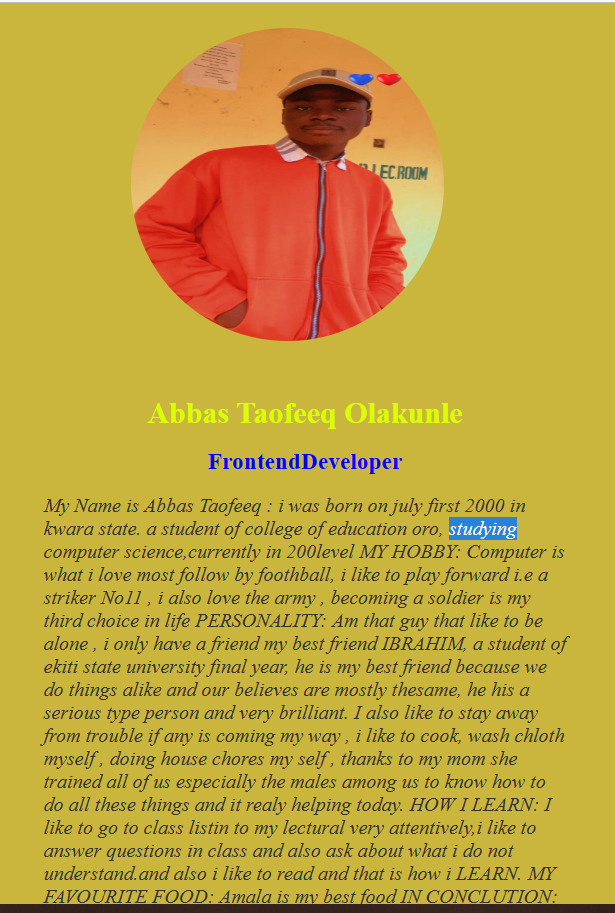 LEC.ROOM
Abbas Taofeeq Olakunle
FrontendDeveloper
My Name is Abbas Taofeeq : i was born on july first 2000 in
kwara state. a student of college of education oro, studying
computer science,currently in 200level MY HOBBY: Computer is
what i love most follow by foothball, i like to play forward i.e a
striker No11 , i also love the army , becoming a soldier is my
third choice in life PERSONALITY: Am that guy that like to be
alone , i only have a friend my best friend IBRAHIM, a student of
ekiti state university final year, he is my best friend because we
do things alike and our believes are mostly thesame, he his a
serious type person and very brilliant. I also like to stay away
from trouble if any is coming my way , i like to cook, wash chloth
myself , doing house chores my self , thanks to my mom she
trained all of us especially the males among us to know how to
do all these things and it realy helping today. HOW I LEARN: I
like to go to class listin to my lectural very attentively,i like to
answer questions in class and also ask about what i do not
understand.and also i like to read and that is how i LEARN. MY
FAVOURITE FOOD: Amala is my best food IN CONCLUTION: